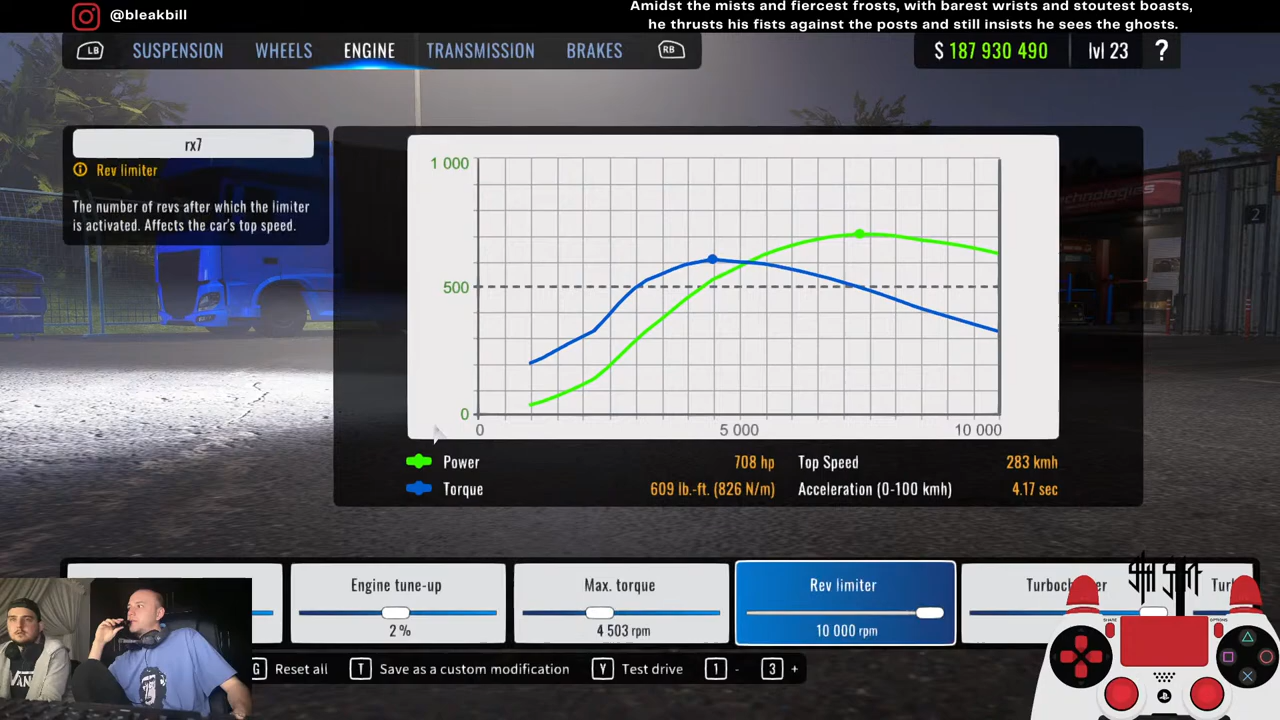 @bleakbill
Amidst the mists and fiercest frosts, with barest wrists and stoutest boasts,
he thrusts his fists against the posts and still insists he sees the ghosts.
LB SUSPENSION WHEELS ENGINE TRANSMISSION BRAKES RB
$ 187 930 490 lvl 23 ?
rx7
Rev limiter
The number of revs after which the limiter
is activated. Affects the car's top speed.
1 000
500
0
0 5 000 10 000
Power 708 hp Top Speed 283 kmh
Torque 609 lb.-ft. (826 N/m) Acceleration (0-100 kmh) 4.17 sec
technologies
2
Engine tune-up
2 %
Max. torque
4 503 rpm
Rev limiter
10 000 rpm
G Reset all T Save as a custom modification Y Test drive 1 - 3 +
SHARE OPTIONS
VANS